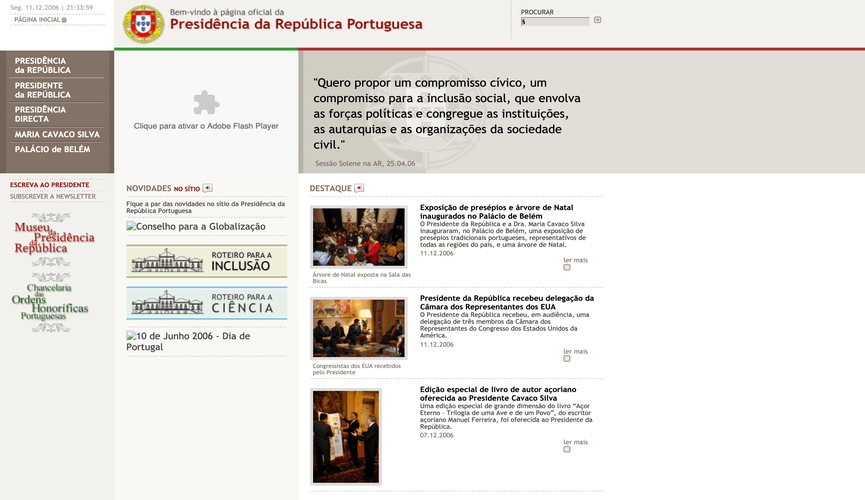 Seg. 11.12.2006 | 21:33:59
PÁGINA INICIAL
Bem-vindo à página oficial da
Presidência da República Portuguesa
PROCURAR
s
PRESIDÊNCIA
da REPÚBLICA
PRESIDENTE
da REPÚBLICA
PRESIDÊNCIA
DIRECTA
MARIA CAVACO SILVA
PALÁCIO de BELÉM
Clique para ativar o Adobe Flash Player
"Quero propor um compromisso cívico, um
compromisso para a inclusão social, que envolva
as forças políticas e congregue as instituições,
as autarquias e as organizações da sociedade
civil."
Sessão Solene na AR, 25.04.06
ESCREVA AO PRESIDENTE
SUBSCREVER A NEWSLETTER
Museu
da
Presidência
da
República
Chancelaria
das
Ordens
Honoríficas
Portuguesas
NOVIDADES NO SÍTIO
Fique a par das novidades no sítio da Presidência da
República Portuguesa
Conselho para a Globalização
ROTEIRO PARA A
INCLUSÃO
ROTEIRO PARA A
CIÊNCIA
10 de Junho 2006 - Dia de
Portugal
DESTAQUE
Árvore de Natal exposta na Sala das
Bicas
Exposição de presépios e árvore de Natal
inaugurados no Palácio de Belém
O Presidente da República e a Dra. Maria Cavaco Silva
inauguraram, no Palácio de Belém, uma exposição de
presépios tradicionais portugueses, representativos de
todas as regiões do país, e uma árvore de Natal.
11.12.2006
ler mais
Congressistas dos EUA recebidos
pelo Presidente
Presidente da República recebeu delegação da
Câmara dos Representantes dos EUA
O Presidente da República recebeu, em audiência, uma
delegação de três membros da Câmara dos
Representantes do Congresso dos Estados Unidos da
América.
11.12.2006
ler mais
Edição especial de livro de autor açoriano
oferecida ao Presidente Cavaco Silva
Uma edição especial de grande dimensão do livro “Açor
Eterno – Trilogia de uma Ave e de um Povo”, do escritor
açoriano Manuel Ferreira, foi oferecida ao Presidente da
República.
07.12.2006
ler mais